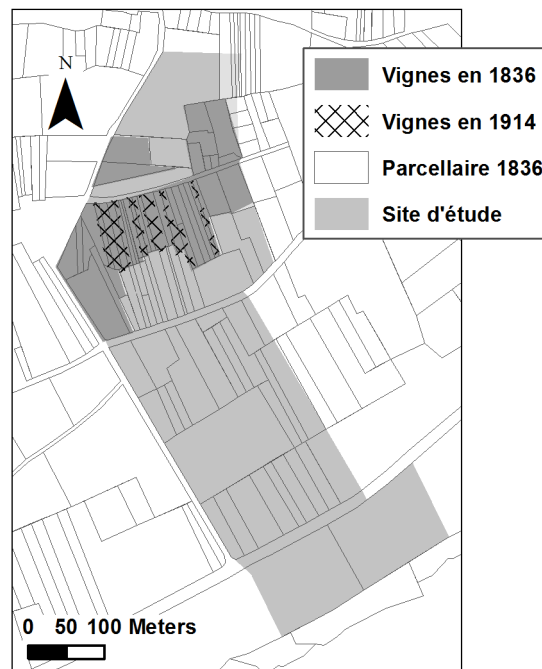 N
Vignes en 1836
Vignes en 1914
Parcellaire 1836
Site d'étude
0 50 100 Meters